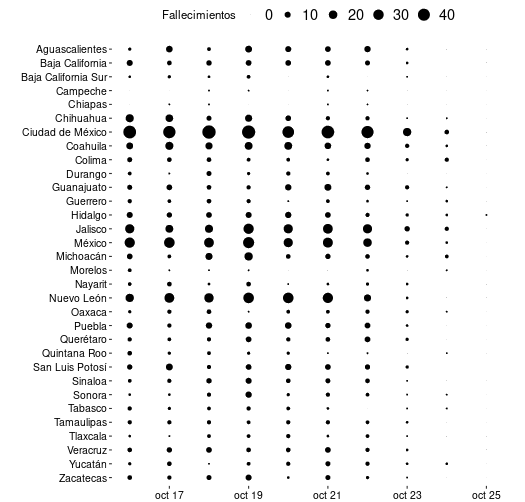 Fallecimientos 0 10 20 30 40
Aguascalientes
Baja California
Baja California Sur
Campeche
Chiapas
Chihuahua
Ciudad de México
Coahuila
Colima
Durango
Guanajuato
Guerrero
Hidalgo
Jalisco
México
Michoacán
Morelos
Nayarit
Nuevo León
Oaxaca
Puebla
Querétaro
Quintana Roo
San Luis Potosí
Sinaloa
Sonora
Tabasco
Tamaulipas
Tlaxcala
Veracruz
Yucatán
Zacatecas
oct 17 oct 19 oct 21 oct 23 oct 25